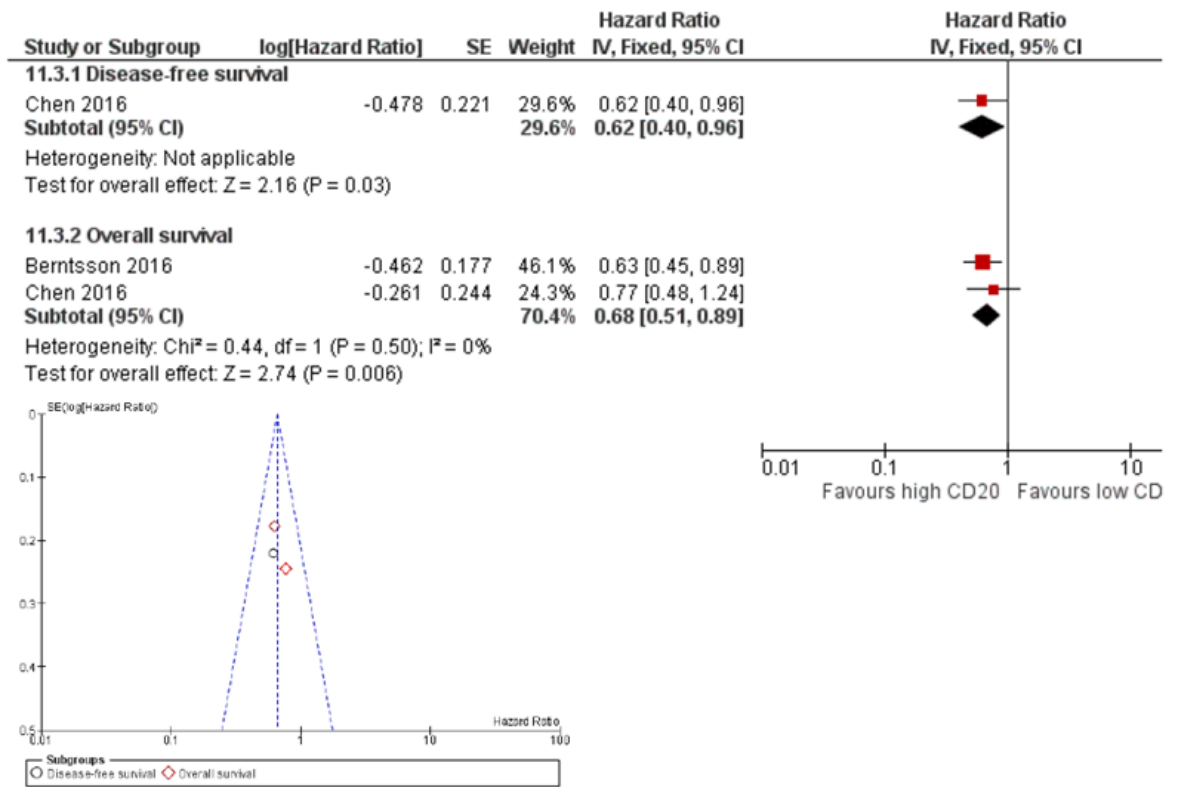 Hazard Ratio Hazard Ratio
Study or Subgroup log[Hazard Ratio] SE Weight IV, Fixed, 95% CI IV, Fixed, 95% CI
11.3.1 Disease-free survival
Chen 2016 -0.478 0.221 29.6% 0.62 [0.40, 0.96]
Subtotal (95% CI) 29.6% 0.62 [0.40, 0.96]
Heterogeneity: Not applicable
Test for overall effect: Z = 2.16 (P = 0.03)
11.3.2 Overall survival
Berntsson 2016 -0.462 0.177 46.1% 0.63 [0.45, 0.89]
Chen 2016 -0.261 0.244 24.3% 0.77 [0.48, 1.24]
Subtotal (95% CI) 70.4% 0.68 [0.51, 0.89]
Heterogeneity: Chi² = 0.44, df = 1 (P = 0.50); I² = 0%
Test for overall effect: Z = 2.74 (P = 0.006)
0.01 0.1 1 10
Favours high CD20 Favours low CD
SE(log[Hazard Ratio])
0
0.1
0.2
0.3
0.4
0.5
Hazard Ratio
0.01 0.1 1 10 100
Subgroups
Disease-free survival Overall survival